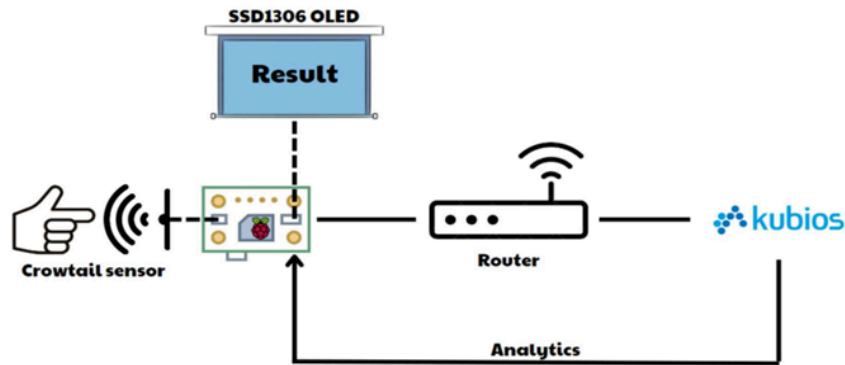 SSD1306 OLED
Result
Crowtail sensor
Router
kubios
Analytics